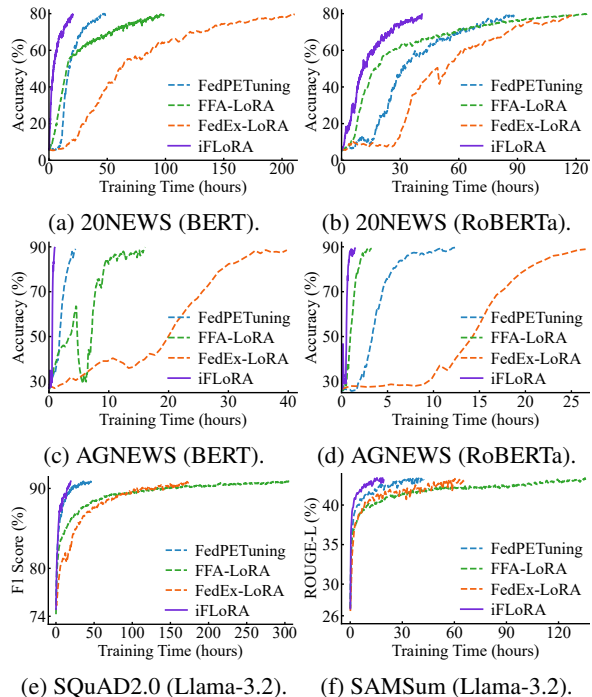 80
60
40
20
0
Accuracy (%)
FedPETuning
FFA-LoRA
FedEx-LoRA
iFLoRA
0 50 100 150 200
Training Time (hours)
(a) 20NEWS (BERT).
80
60
40
20
0
Accuracy (%)
FedPETuning
FFA-LoRA
FedEx-LoRA
iFLoRA
0 30 60 90 120
Training Time (hours)
(b) 20NEWS (RoBERTa).
90
70
50
30
Accuracy (%)
FedPETuning
FFA-LoRA
FedEx-LoRA
iFLoRA
0 10 20 30 40
Training Time (hours)
(c) AGNEWS (BERT).
90
70
50
30
Accuracy (%)
FedPETuning
FFA-LoRA
FedEx-LoRA
iFLoRA
0 5 10 15 20 25
Training Time (hours)
(d) AGNEWS (RoBERTa).
90
80
74
F1 Score (%)
FedPETuning
FFA-LoRA
FedEx-LoRA
iFLoRA
0 50 100 150 200 250 300
Training Time (hours)
(e) SQuAD2.0 (Llama-3.2).
43
36
29
26
ROUGE-L (%)
FedPETuning
FFA-LoRA
FedEx-LoRA
iFLoRA
0 30 60 90 120
Training Time (hours)
(f) SAMSum (Llama-3.2).